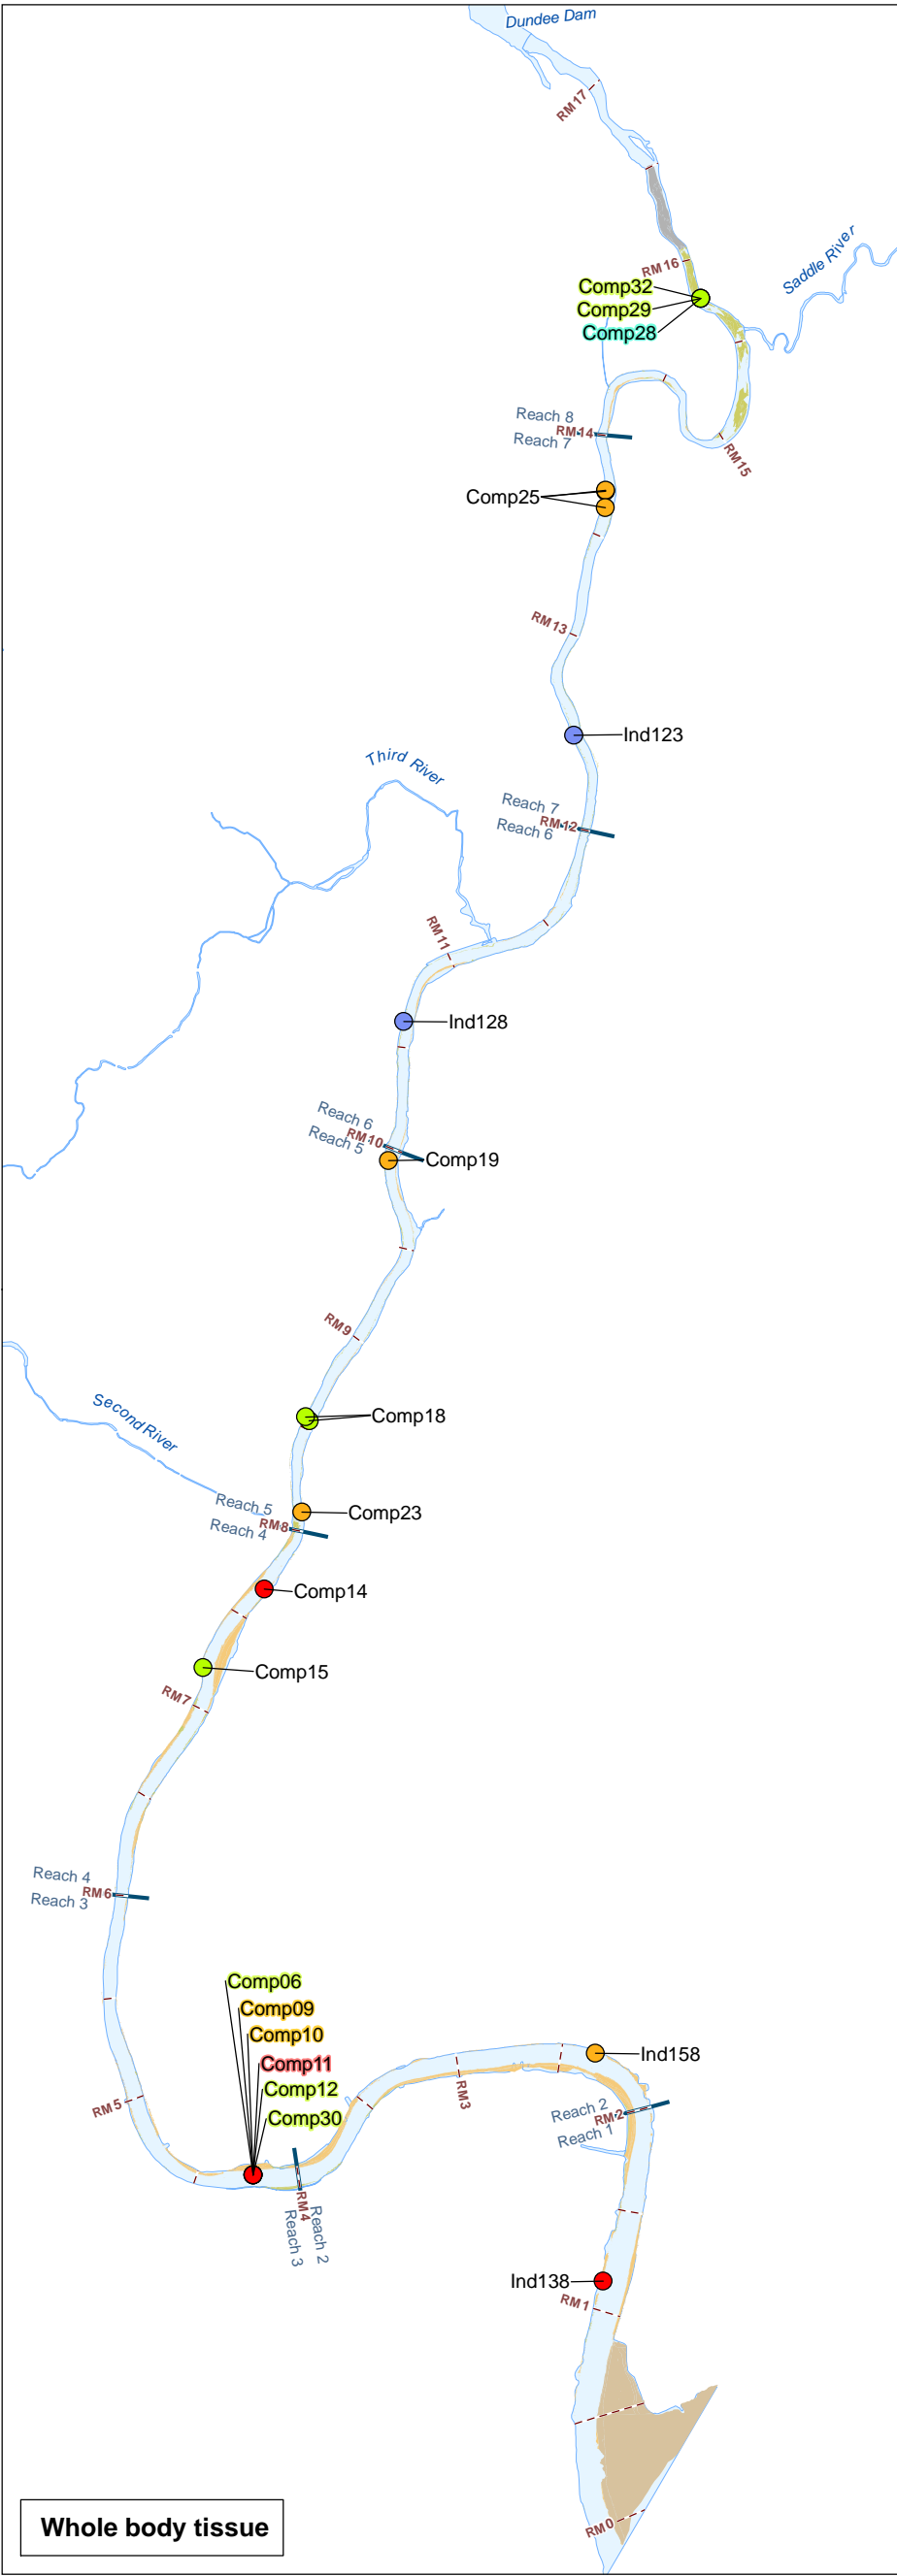 Dundee Dam
RM17
Saddle River
RM16
Comp32
Comp29
Comp28
Reach 8
RM14
Reach 7
RM15
Comp25
RM13
Ind123
Third River
Reach 7
RM12
Reach 6
RM11
Ind128
Reach 6
RM10
Reach 5
Comp19
RM9
Second River
Comp18
Reach 5
RM8
Reach 4
Comp23
Comp14
Comp15
RM7
Reach 4
RM6
Reach 3
Comp06
Comp09
Comp10
Comp11
Comp12
Comp30
RM5
RM4
Reach 2
Reach 3
RM3
Ind158
Reach 2
RM2
Reach 1
Ind138
RM1
RM0
Whole body tissue